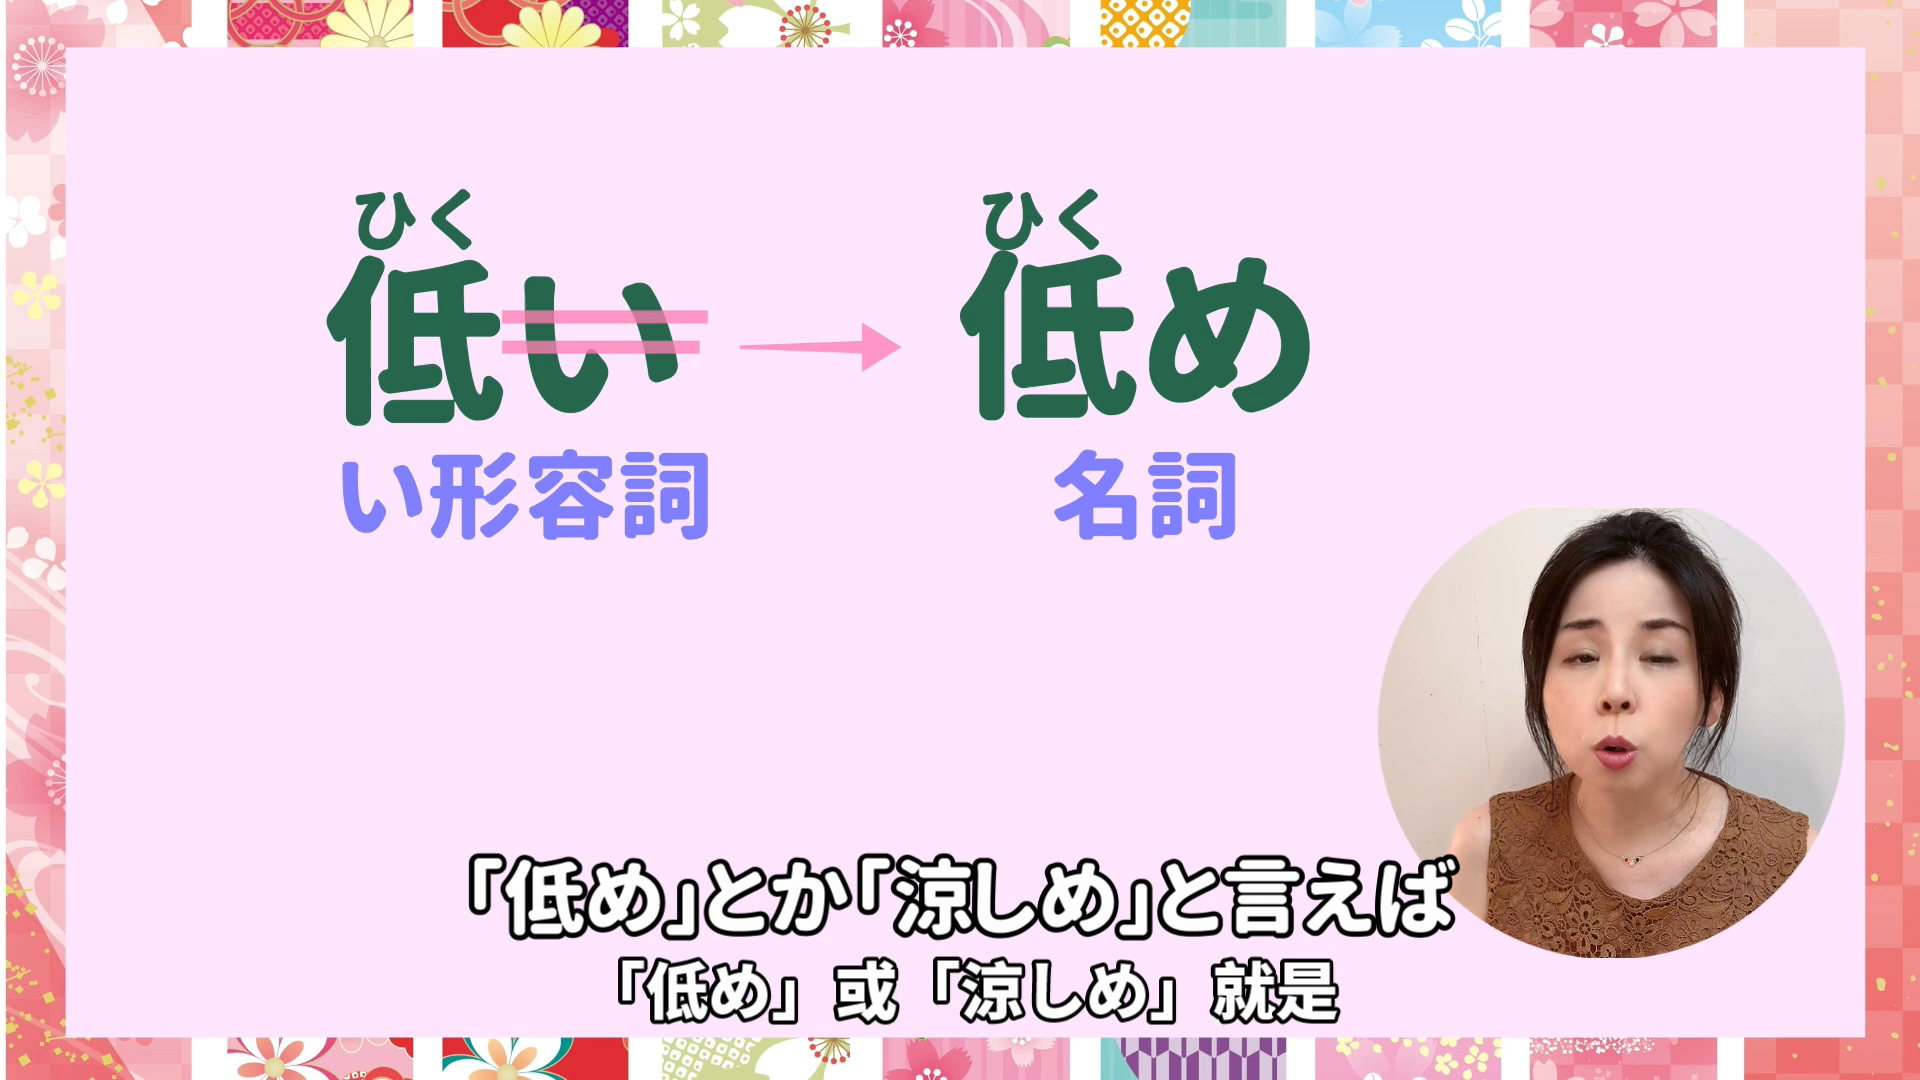 ひく ひく
低い 低め
い形容詞 名詞
「低め」とか「涼しめ」と言えば
「低め」或「涼しめ」就是